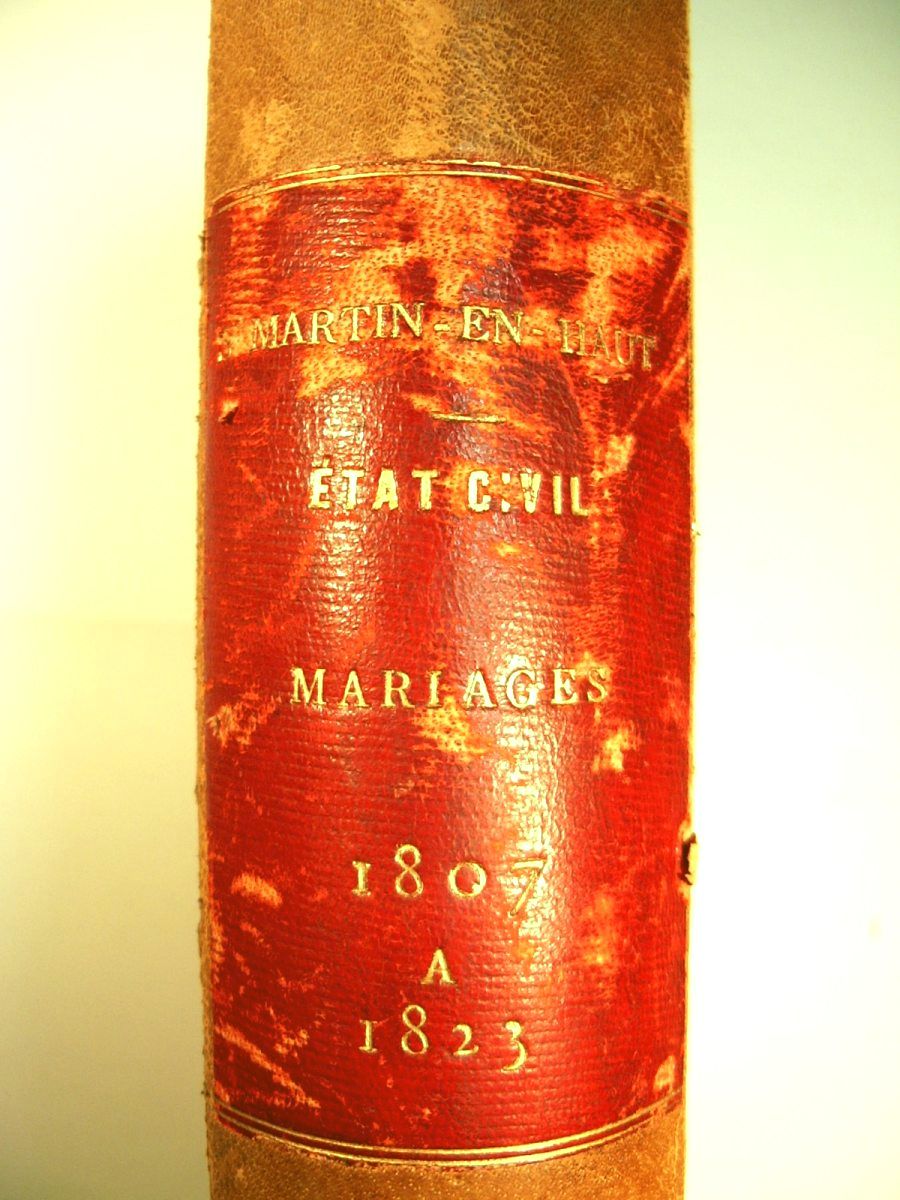 MARTIN-EN-HAUT
ÉTAT CIVIL
MARIAGES
1807
A
1823